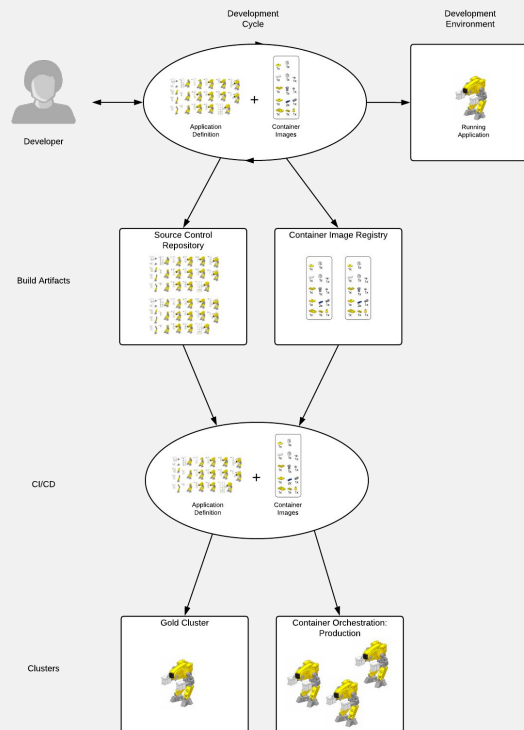 Development
Cycle
Development
Environment
Developer
+
Application
Definition
Container
Images
Running
Application
Build Artifacts
Source Control
Repository
Container Image Registry
CI/CD
+
Application
Definition
Container
Images
Clusters
Gold Cluster
Container Orchestration:
Production